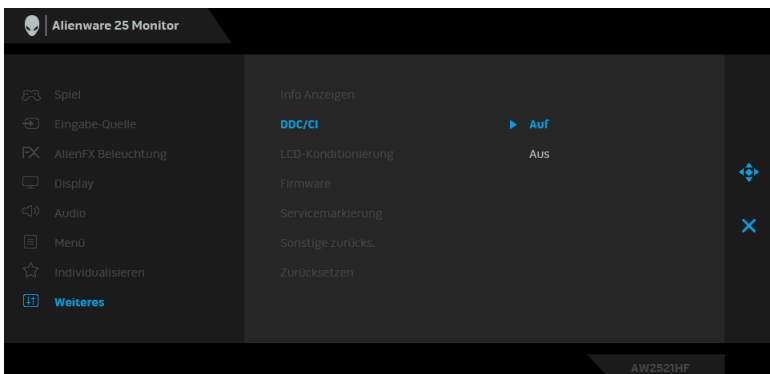 Alienware 25 Monitor
Spiel
Eingabe-Quelle
FX AlienFX Beleuchtung
Display
Audio
Menü
Individualisieren
Weiteres
Info Anzeigen
DDC/CI Auf
LCD-Konditionierung Aus
Firmware
Servicemarkierung
Sonstige zurücks.
Zurücksetzen
AW2521HF